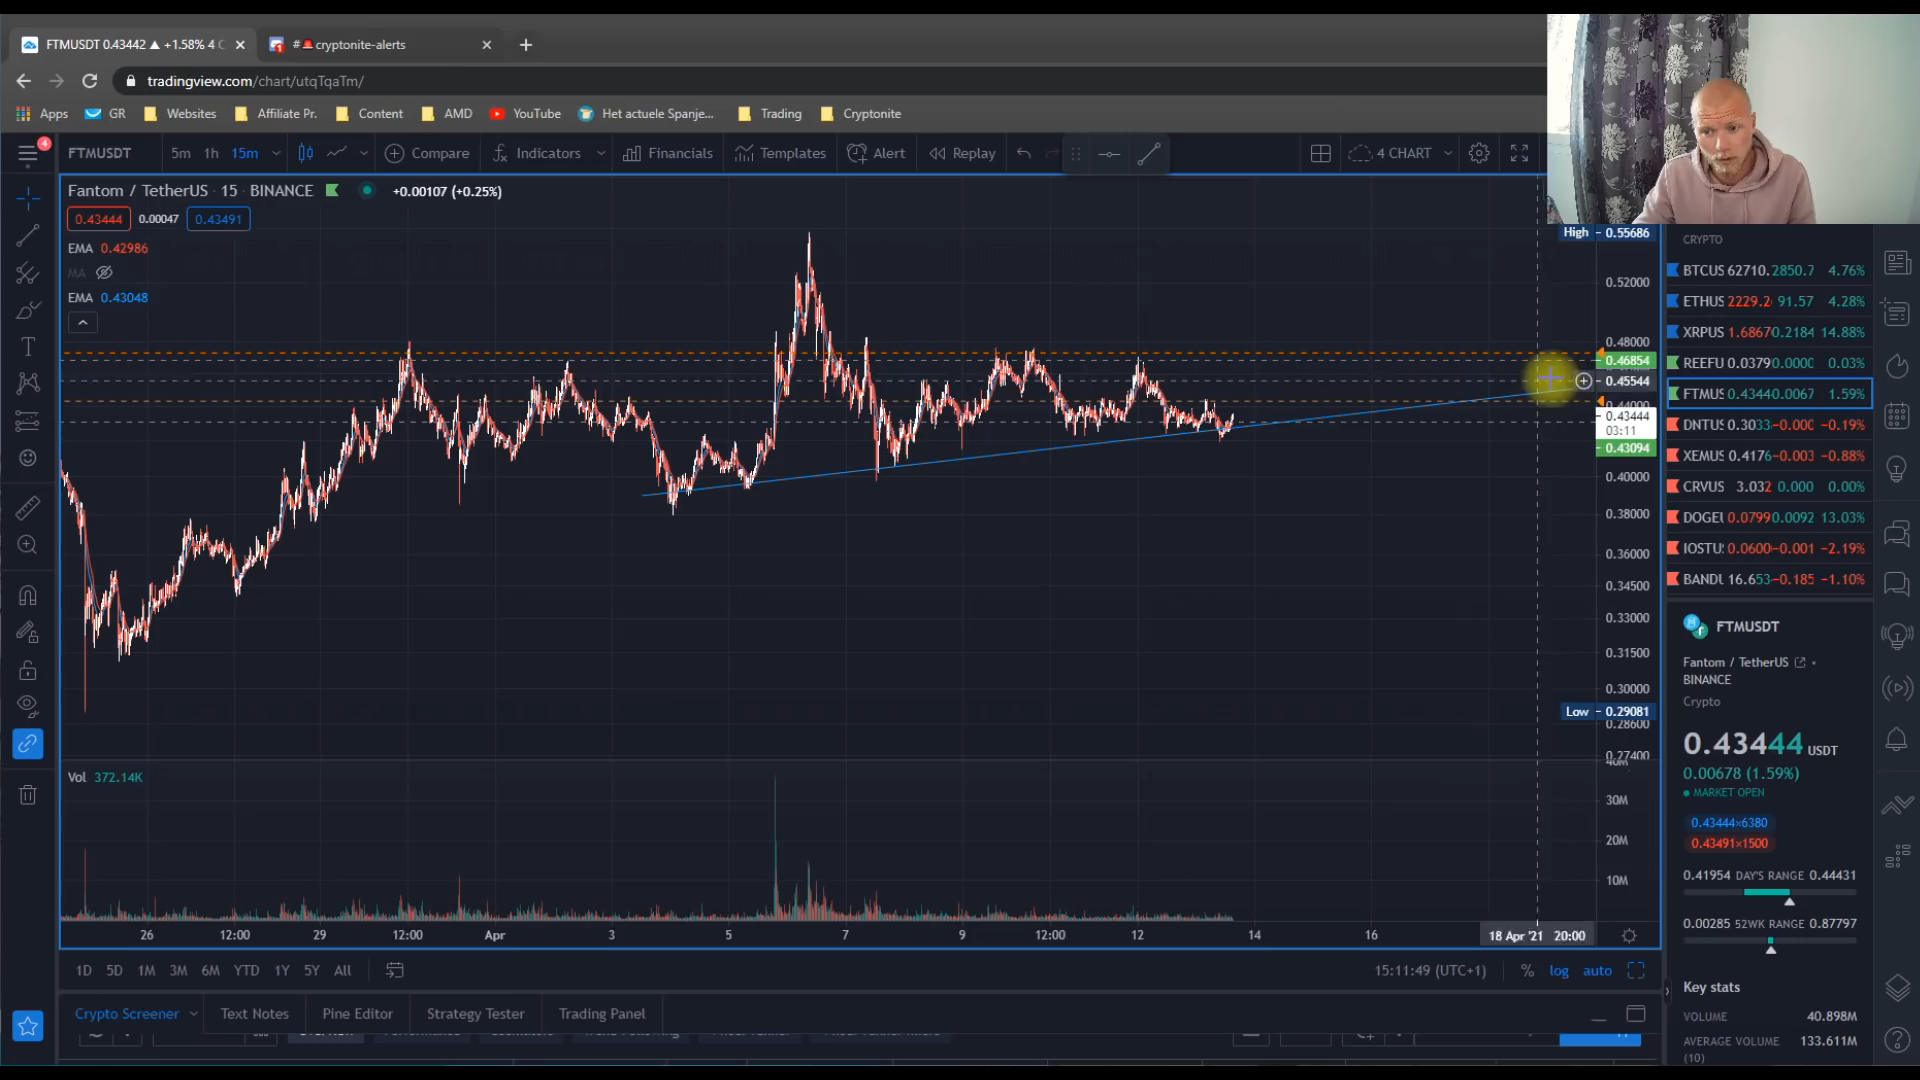 FTMUSDT 0.43442 ▲ +1.58% 4 C
#🚨cryptonite-alerts
tradingview.com/chart/utqTqaTm/
Apps GR Websites Affiliate Pr. Content AMD YouTube Het actuele Spanje... Trading Cryptonite
4
FTMUSDT 5m 1h 15m Compare Indicators Financials Templates Alert Replay 4 CHART
Fantom / TetherUS · 15 · BINANCE +0.00107 (+0.25%)
0.43444 0.00047 0.43491
EMA 0.42986
MA
EMA 0.43048
High 0.55686
0.52000
0.48000
0.46854
0.45544
0.44000
0.43444
03:11
0.43094
0.40000
0.38000
0.36000
0.34500
0.33000
0.31500
0.30000
Low 0.29081
0.28600
0.27400
Vol 372.14K
40M
30M
20M
10M
26 12:00 29 12:00 Apr 3 5 7 9 12:00 12 14 16 18 Apr '21 20:00
1D 5D 1M 3M 6M YTD 1Y 5Y All 15:11:49 (UTC+1) % log auto
Crypto Screener Text Notes Pine Editor Strategy Tester Trading Panel
CRYPTO
BTCUS 62710. 2850.7 4.76%
ETHUS 2229.2 91.57 4.28%
XRPUS 1.6867 0.2184 14.88%
REEFU 0.0379 0.0000 0.03%
FTMUS 0.4344 0.0067 1.59%
DNTUS 0.3033 -0.000 -0.19%
XEMUS 0.4176 -0.003 -0.88%
CRVUS 3.032 0.000 0.00%
DOGEU 0.0799 0.0092 13.03%
IOSTU 0.0600 -0.001 -2.19%
BANDU 16.653 -0.185 -1.10%
FTMUSDT
Fantom / TetherUS
BINANCE
Crypto
0.43444 USDT
0.00678 (1.59%)
MARKET OPEN
0.43444×6380
0.43491×1500
0.41954 DAY'S RANGE 0.44431
0.00285 52WK RANGE 0.87797
Key stats
VOLUME 40.898M
AVERAGE VOLUME 133.611M
(10)